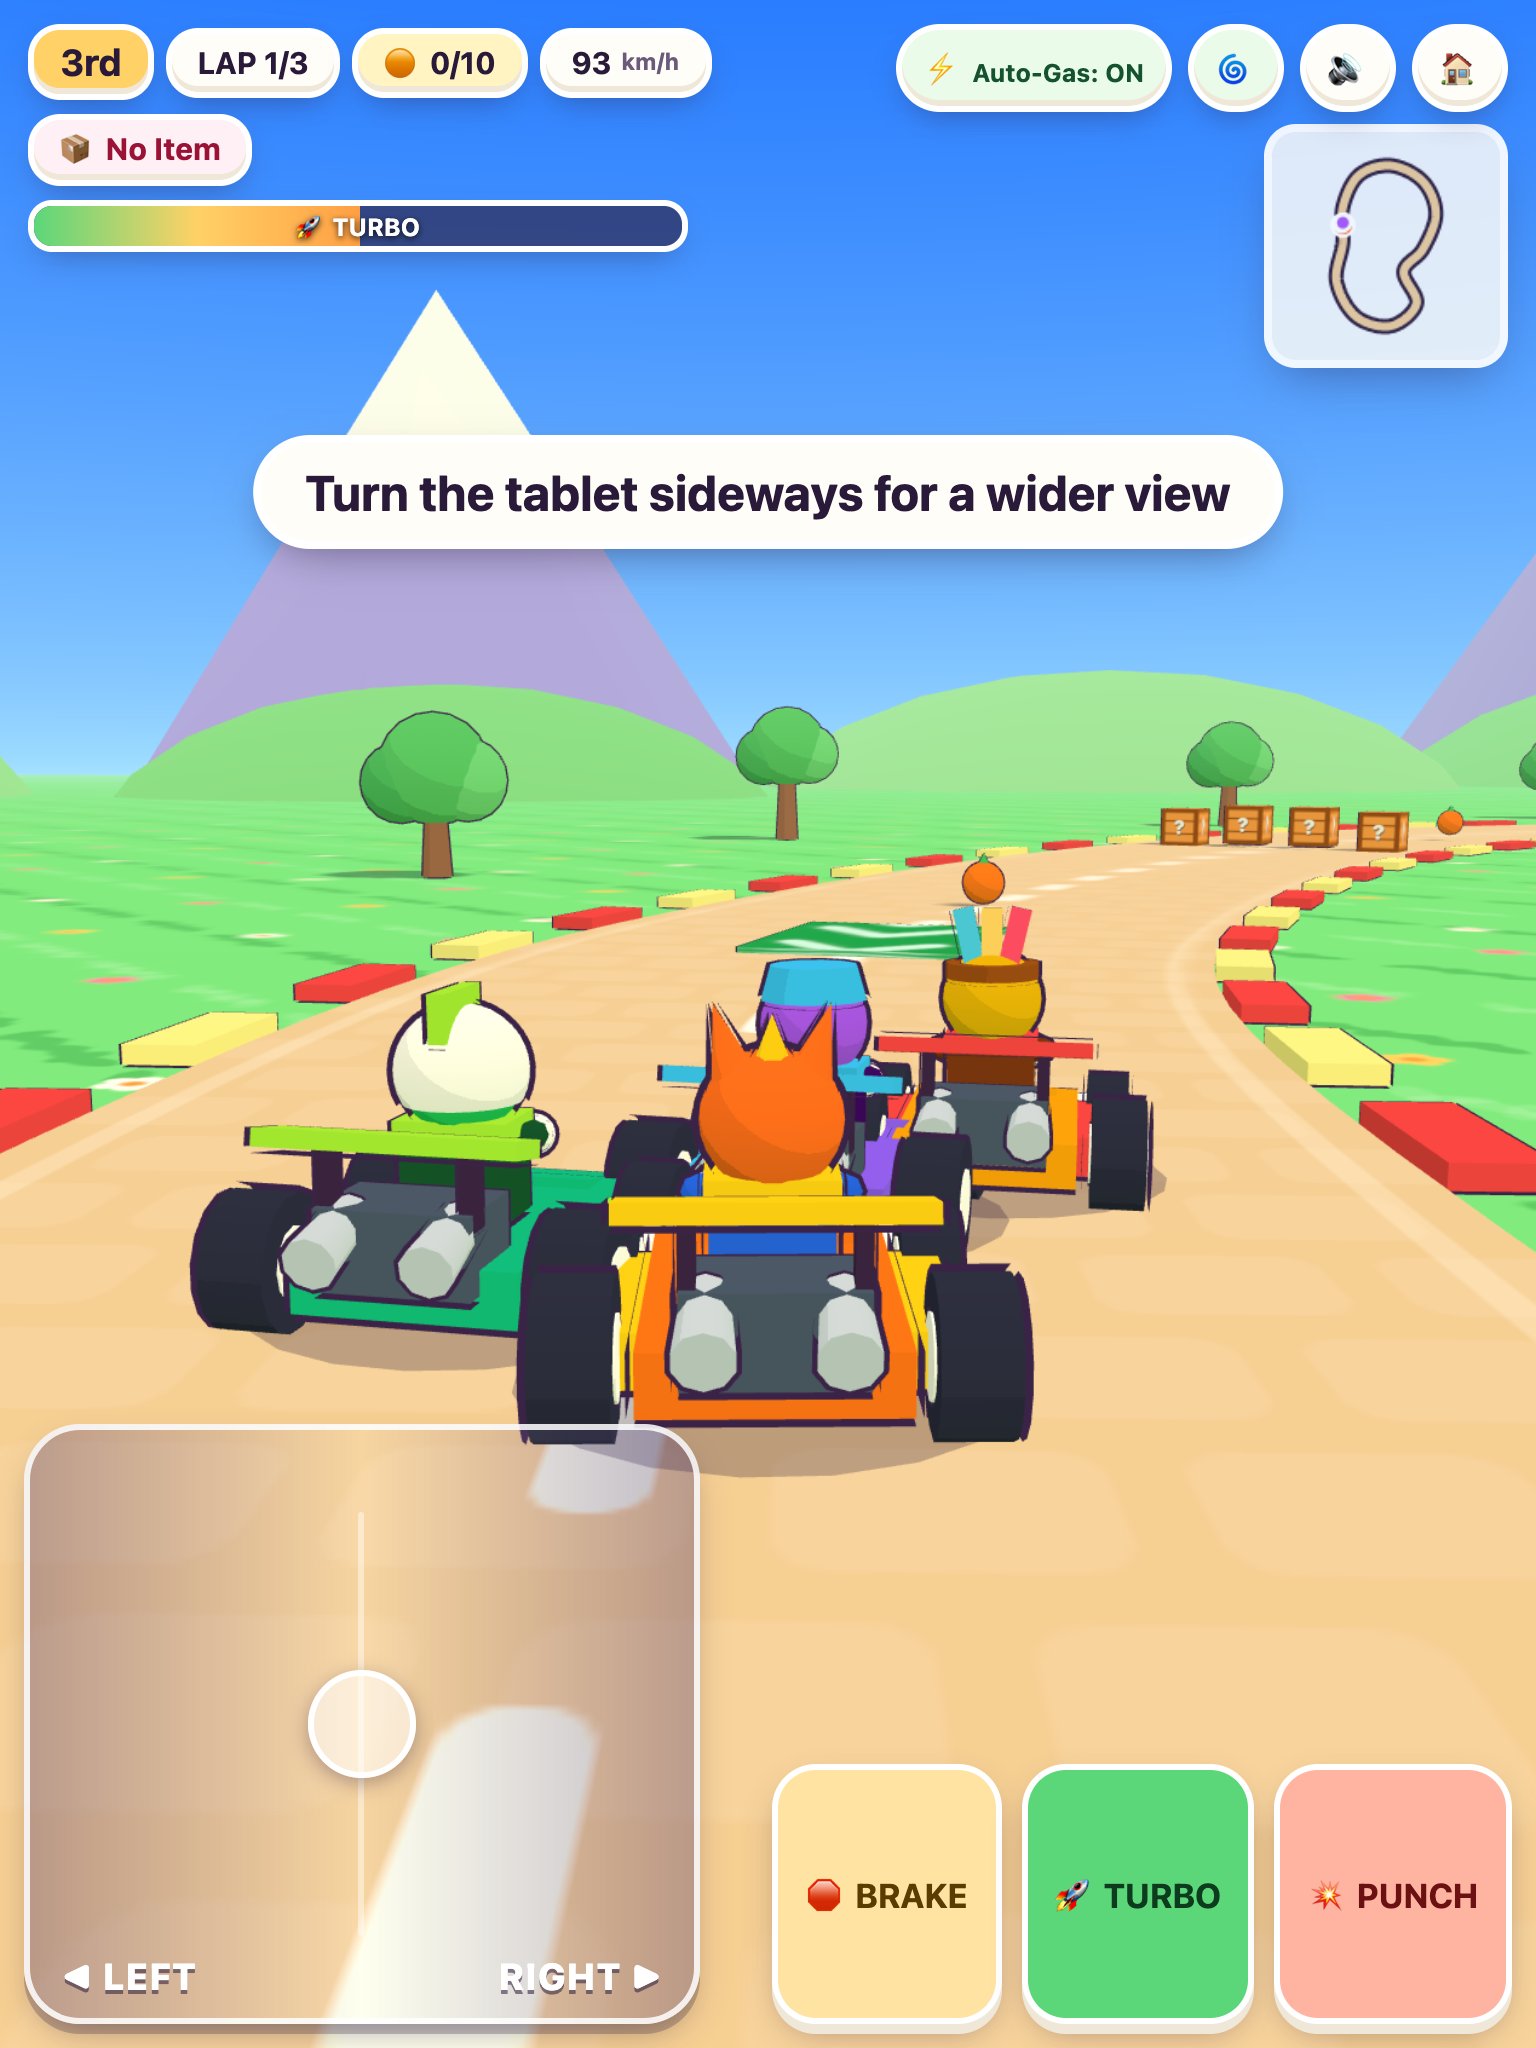 3rd
LAP 1/3
0/10
93 km/h
Auto-Gas: ON
No Item
TURBO
Turn the tablet sideways for a wider view
? ? ? ?
LEFT
RIGHT
BRAKE
TURBO
PUNCH